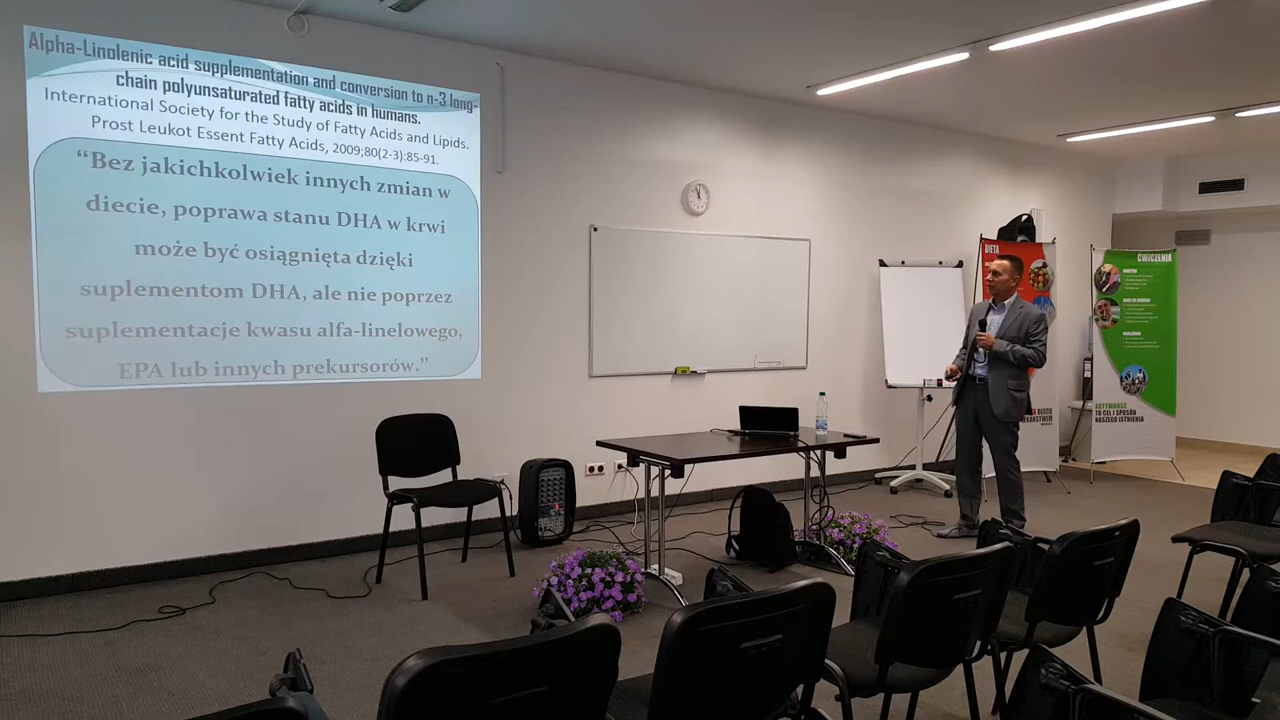 Alpha-Linolenic acid supplementation and conversion to n-3 long-
chain polyunsaturated fatty acids in humans.
International Society for the Study of Fatty Acids and Lipids.
Prost Leukot Essent Fatty Acids, 2009;80(2-3):85-91.
“Bez jakichkolwiek innych zmian w
diecie, poprawa stanu DHA w krwi
może być osiągnięta dzięki
suplementom DHA, ale nie poprzez
suplementacje kwasu alfa-linelowego,
EPA lub innych prekursorów.”
DIETA
ĆWICZENIA
AKTYWNOŚĆ
TO CEL I SPOSÓB
NASZEGO ISTNIENIA